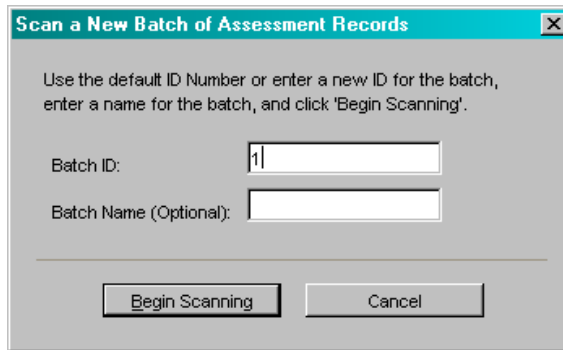 Scan a New Batch of Assessment Records
Use the default ID Number or enter a new ID for the batch,
enter a name for the batch, and click 'Begin Scanning'.
Batch ID: 1
Batch Name (Optional):
Begin Scanning Cancel